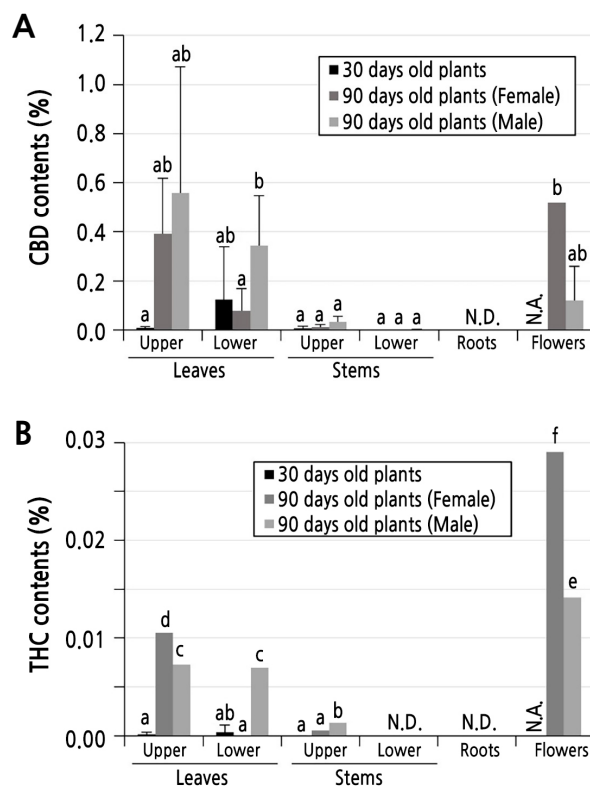 A
CBD contents (%)
1.2
1.0
0.8
0.6
0.4
0.2
0.0
30 days old plants
90 days old plants (Female)
90 days old plants (Male)
a ab ab
ab a b
a a a
a a a
N.D.
N.A. b ab
Upper Lower Upper Lower Roots Flowers
Leaves Stems
B
THC contents (%)
0.03
0.02
0.01
0.00
30 days old plants
90 days old plants (Female)
90 days old plants (Male)
a d c
ab a c
a a b
N.D.
N.D.
N.A. f e
Upper Lower Upper Lower Roots Flowers
Leaves Stems